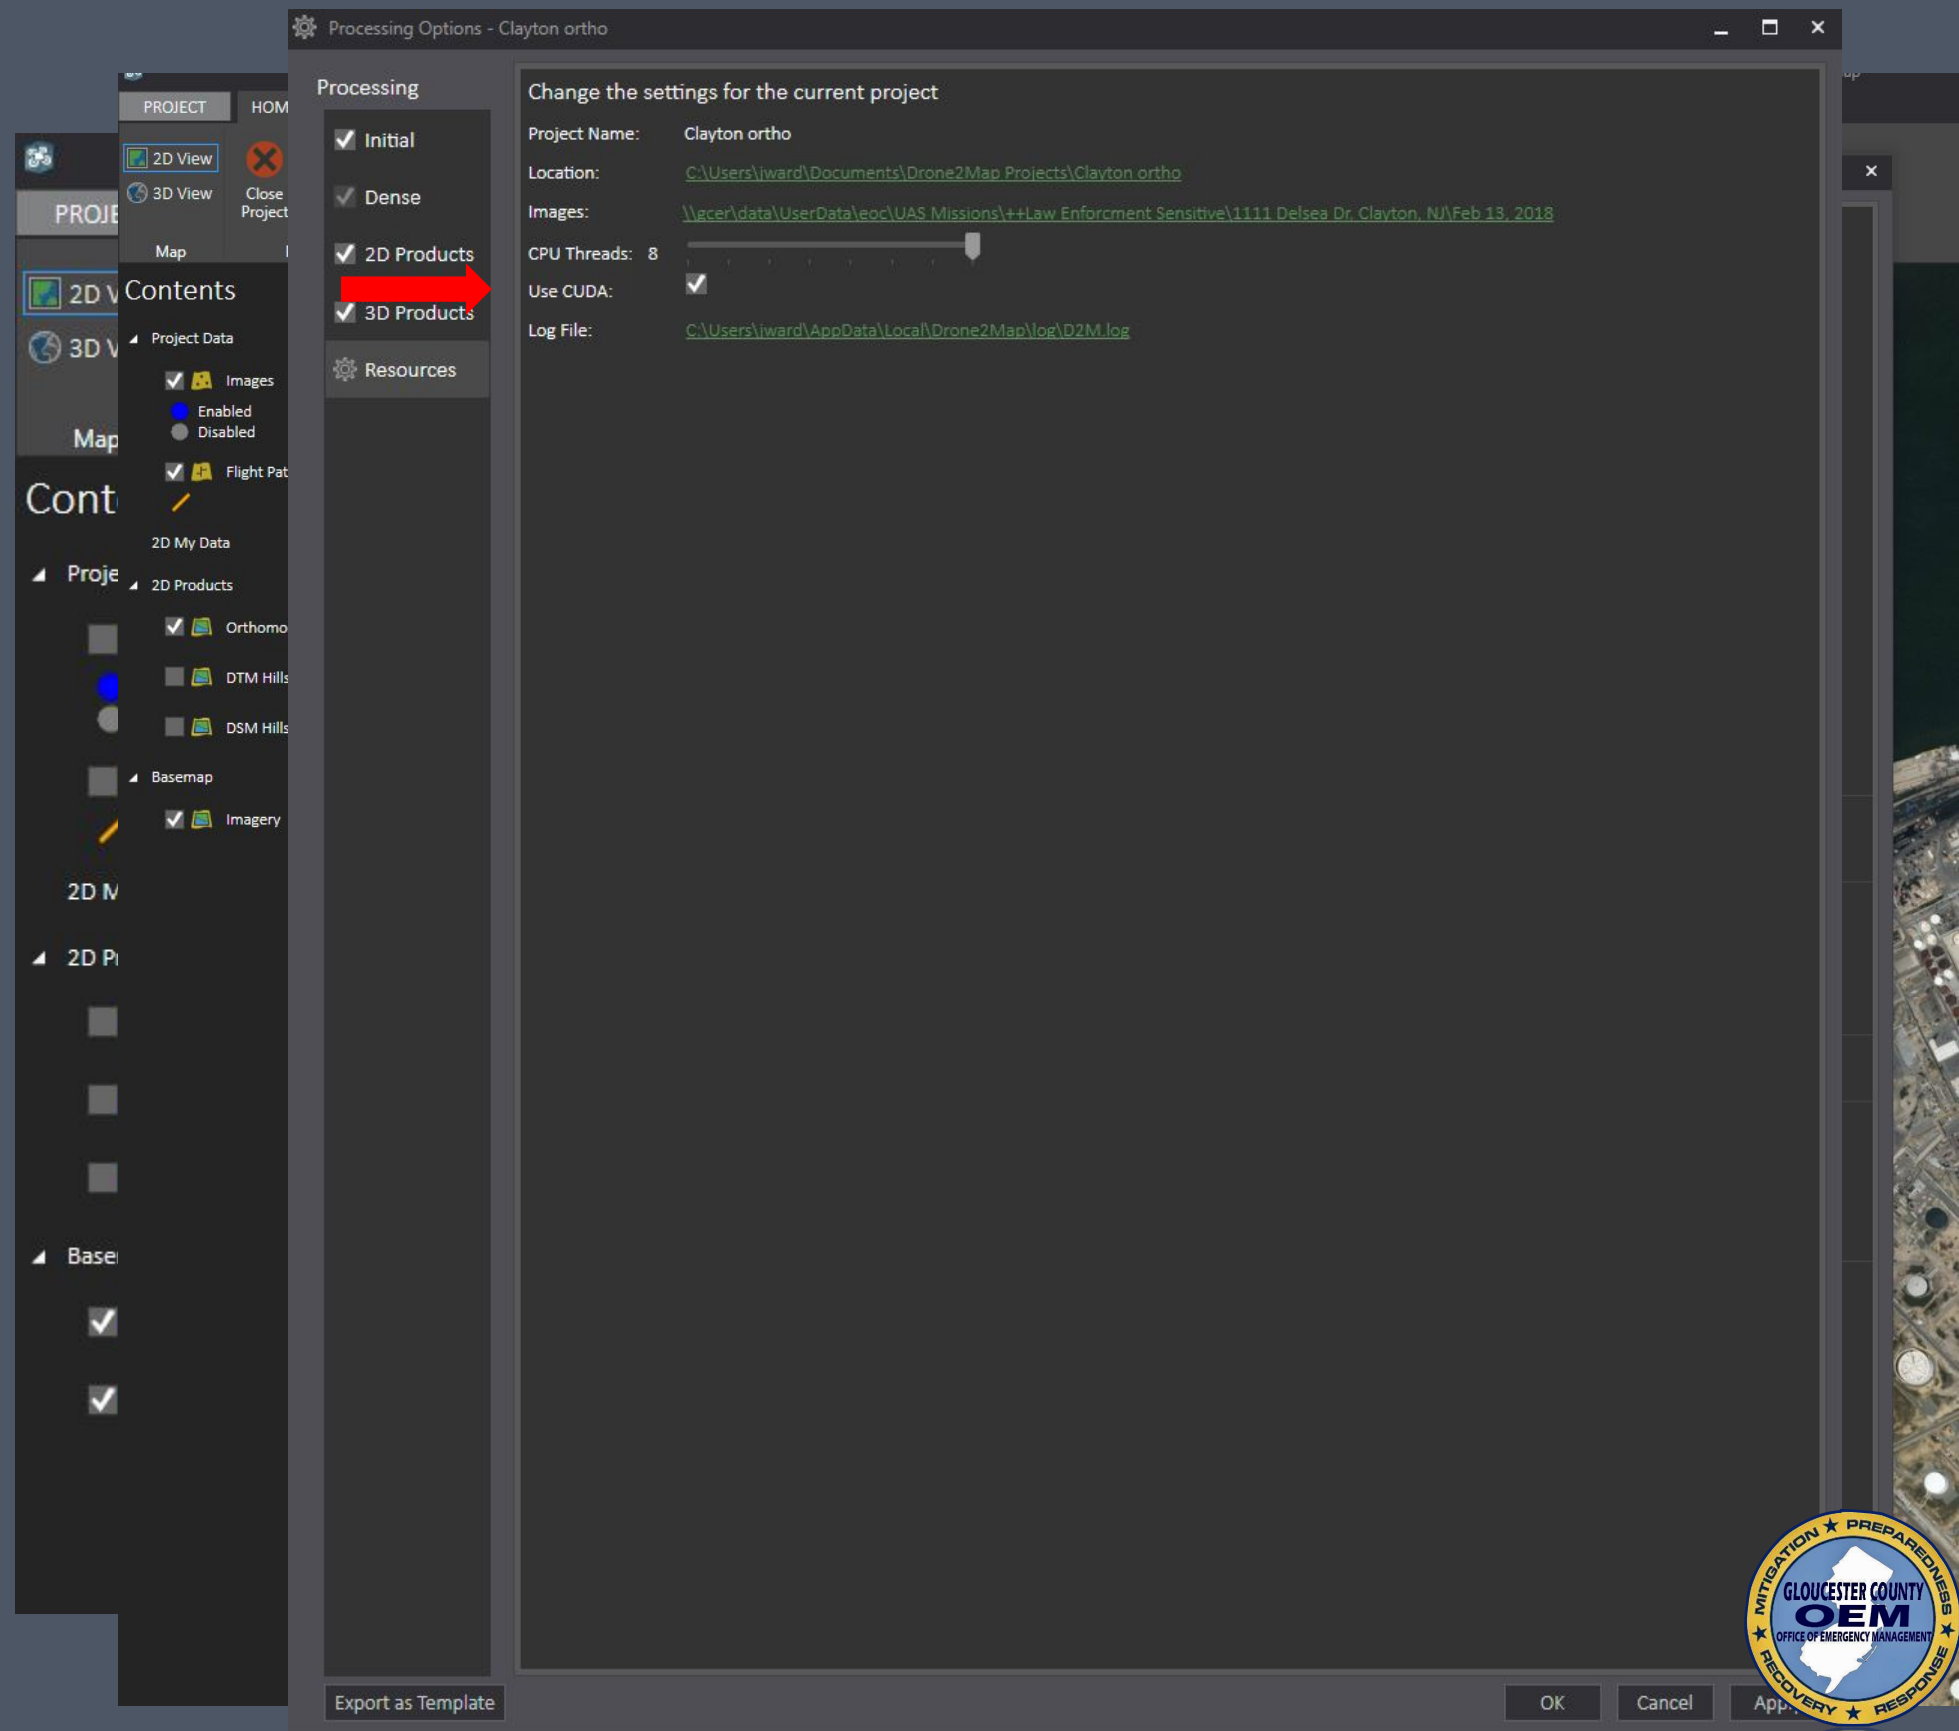 Processing Options - Clayton ortho
Processing
Initial
Dense
2D Products
3D Products
Resources
Change the settings for the current project
Project Name: Clayton ortho
Location: C:\Users\jward\Documents\Drone2Map Projects\Clayton ortho
Images: \\gcer\data\UserData\eoc\UAS Missions\++Law Enforcment Sensitive\1111 Delsea Dr, Clayton, NJ\Feb 13, 2018
CPU Threads: 8
Use CUDA:
Log File: C:\Users\jward\AppData\Local\Drone2Map\log\D2M.log
Export as Template
OK
Cancel
App
PROJECT HOM
2D View
3D View
Close
Project
Map
Contents
Project Data
Images
Enabled
Disabled
Flight Pat
2D My Data
2D Products
Orthomo
DTM Hills
DSM Hills
Basemap
Imagery
PROJE
2D V
3D V
Map
Cont
Proje
2D M
2D P
Base
ap
MITIGATION ★ PREPAREDNESS ★ RESPONSE ★ RECOVERY ★
GLOUCESTER COUNTY
OEM
OFFICE OF EMERGENCY MANAGEMENT